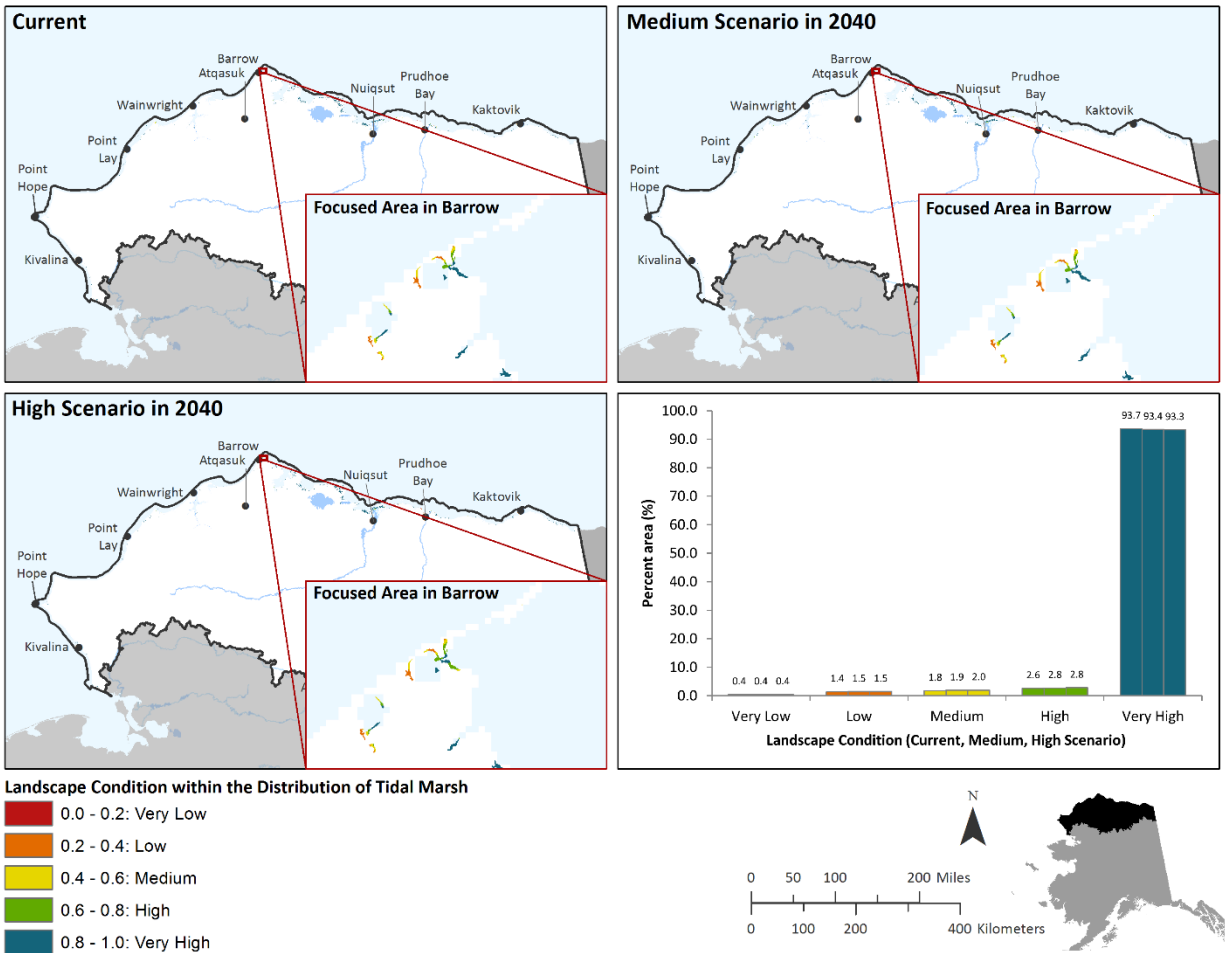 Current
Barrow
Atqasuk
Wainwright
Nuiqsut
Prudhoe
Bay
Kaktovik
Point
Lay
Point
Hope
Kivalina
Focused Area in Barrow
Medium Scenario in 2040
Barrow
Atqasuk
Wainwright
Nuiqsut
Prudhoe
Bay
Kaktovik
Point
Lay
Point
Hope
Kivalina
Focused Area in Barrow
High Scenario in 2040
Barrow
Atqasuk
Wainwright
Nuiqsut
Prudhoe
Bay
Kaktovik
Point
Lay
Point
Hope
Kivalina
Focused Area in Barrow
Percent area (%)
100.0
90.0
80.0
70.0
60.0
50.0
40.0
30.0
20.0
10.0
0.0
0.4 0.4 0.4
1.4 1.5 1.5
1.8 1.9 2.0
2.6 2.8 2.8
93.7 93.4 93.3
Very Low Low Medium High Very High
Landscape Condition (Current, Medium, High Scenario)
Landscape Condition within the Distribution of Tidal Marsh
0.0 - 0.2: Very Low
0.2 - 0.4: Low
0.4 - 0.6: Medium
0.6 - 0.8: High
0.8 - 1.0: Very High
N
0 50 100 200 Miles
0 100 200 400 Kilometers